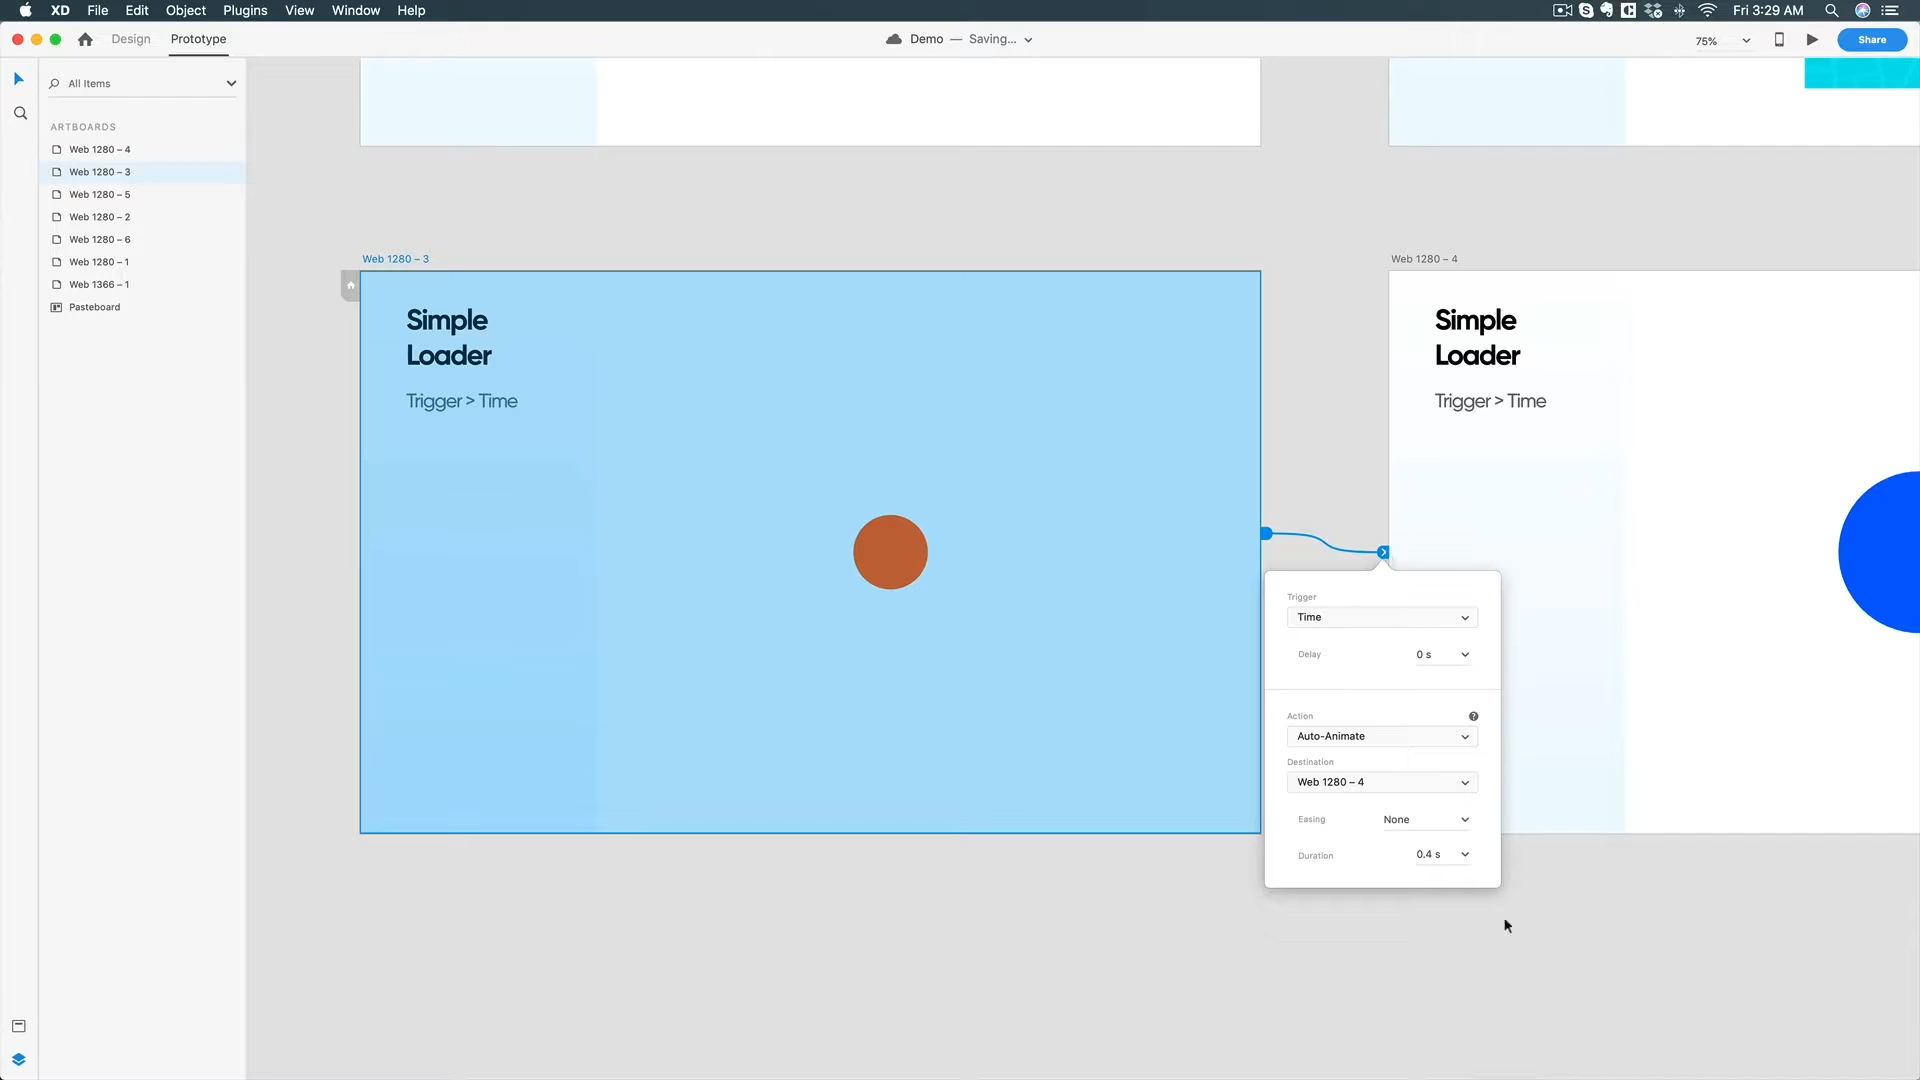 XD File Edit Object Plugins View Window Help Fri 3:29 AM
Design Prototype Demo — Saving... 75% Share
All Items
ARTBOARDS
Web 1280 – 4
Web 1280 – 3
Web 1280 – 5
Web 1280 – 2
Web 1280 – 6
Web 1280 – 1
Web 1366 – 1
Pasteboard
Web 1280 – 3
Simple
Loader
Trigger > Time
Web 1280 – 4
Simple
Loader
Trigger > Time
Trigger
Time
Delay 0 s
Action ?
Auto-Animate
Destination
Web 1280 – 4
Easing None
Duration 0.4 s